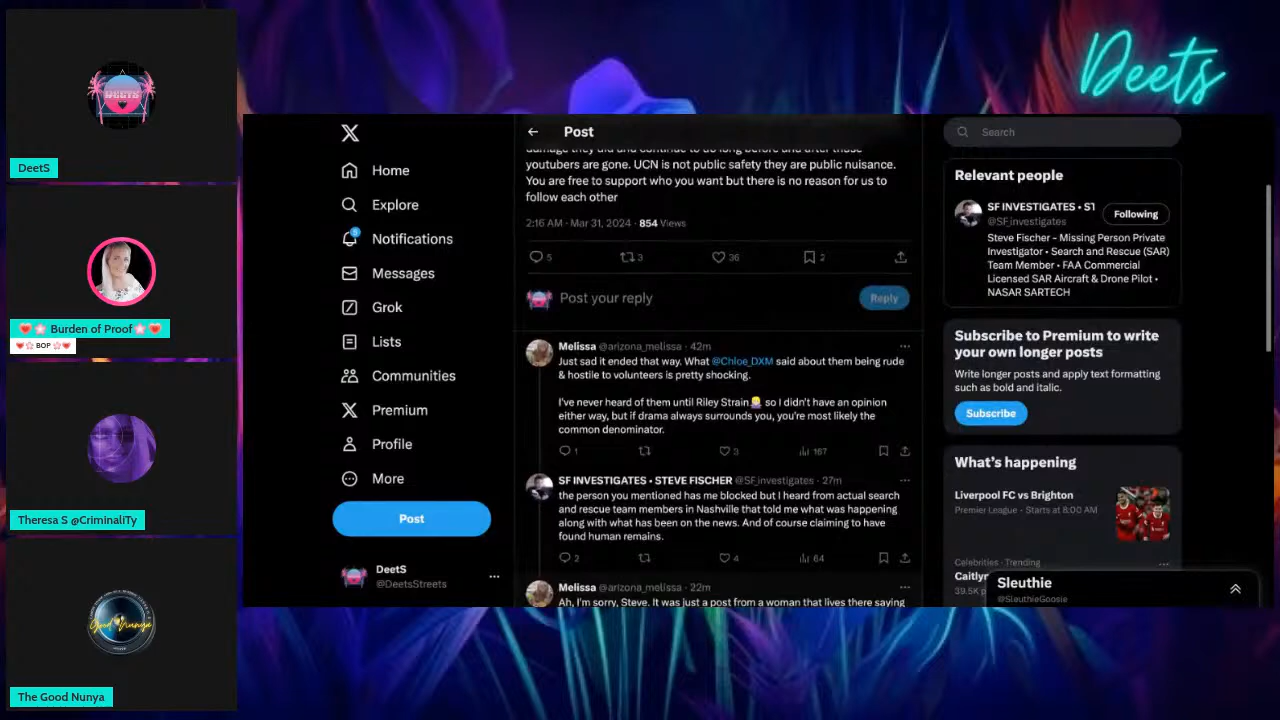 Deets
DEETS
DeetS
❤️🌸 Burden of Proof🌸❤️
❤️🌸 BOP 🌸❤️
Theresa S @CriminaliTy
Good Nunya
The Good Nunya
Home
Explore
Notifications
Messages
Grok
Lists
Communities
Premium
Profile
More
Post
DeetS
@DeetsStreets
Post
youtubers are gone. UCN is not public safety they are public nuisance.
You are free to support who you want but there is no reason for us to
follow each other
2:16 AM · Mar 31, 2024 · 854 Views
5 3 36 2
Post your reply
Reply
Melissa @arizona_melissa · 42m
Just sad it ended that way. What @Chloe_DXM said about them being rude
& hostile to volunteers is pretty shocking.
I've never heard of them until Riley Strain so I didn't have an opinion
either way, but if drama always surrounds you, you're most likely the
common denominator.
1 3 167
SF INVESTIGATES • STEVE FISCHER @SF_investigates · 27m
the person you mentioned has me blocked but I heard from actual search
and rescue team members in Nashville that told me what was happening
along with what has been on the news. And of course claiming to have
found human remains.
2 4 64
Melissa @arizona_melissa · 22m
Ah, I'm sorry, Steve. It was just a post from a woman that lives there saying
Search
Relevant people
SF INVESTIGATES • ST
@SF_investigates
Following
Steve Fischer - Missing Person Private
Investigator • Search and Rescue (SAR)
Team Member • FAA Commercial
Licensed SAR Aircraft & Drone Pilot •
NASAR SARTECH
Subscribe to Premium to write
your own longer posts
Write longer posts and apply text formatting
such as bold and italic.
Subscribe
What's happening
Liverpool FC vs Brighton
Premier League · Starts at 8:00 AM
Celebrities · Trending
Caitlyn
39.5K p
Sleuthie
@SleuthieGoosie